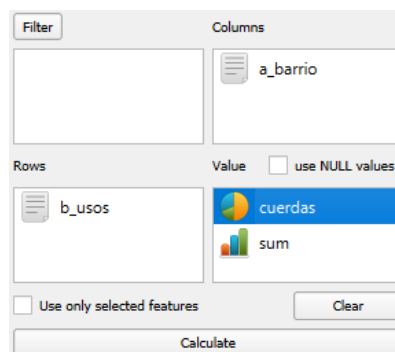 Filter
Columns
a_barrio
Rows
Value
use NULL values
b_usos
cuerdas
sum
Use only selected features
Clear
Calculate